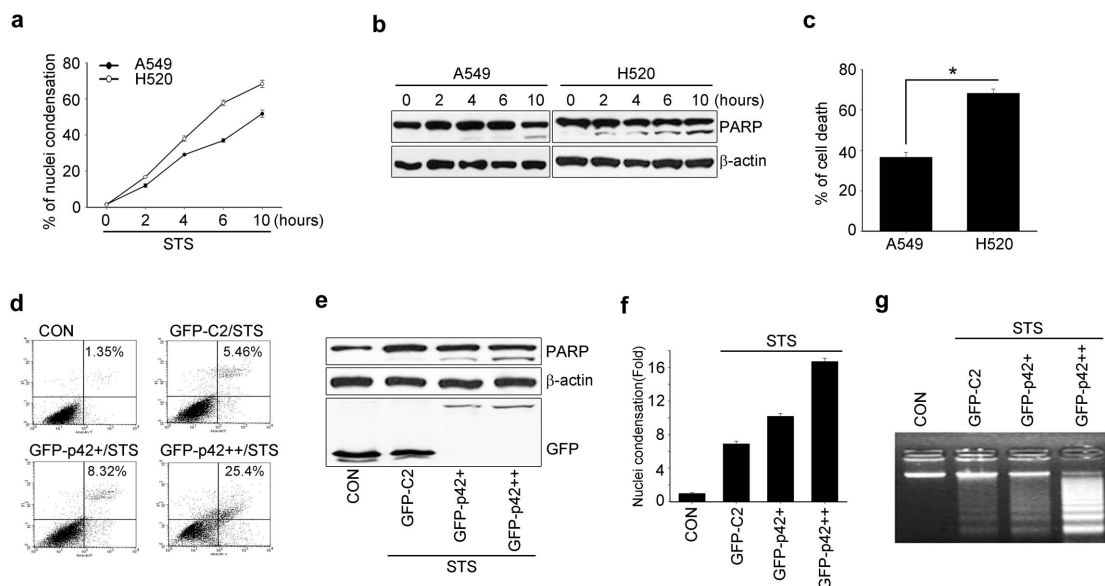 a
80
60
40
20
0
% of nuclei condensation
A549
H520
0 2 4 6 10 (hours)
STS
b
A549 H520
0 2 4 6 10 0 2 4 6 10 (hours)
PARP
β-actin
c
80
60
40
20
0
% of cell death
*
A549 H520
d
CON GFP-C2/STS
1.35% 5.46%
GFP-p42+/STS GFP-p42++/STS
8.32% 25.4%
e
PARP
β-actin
GFP
CON
GFP-C2
GFP-p42+
GFP-p42++
STS
f
STS
16
12
8
4
0
Nuclei condensation(Fold)
CON
GFP-C2
GFP-p42+
GFP-p42++
g
STS
CON
GFP-C2
GFP-p42+
GFP-p42++